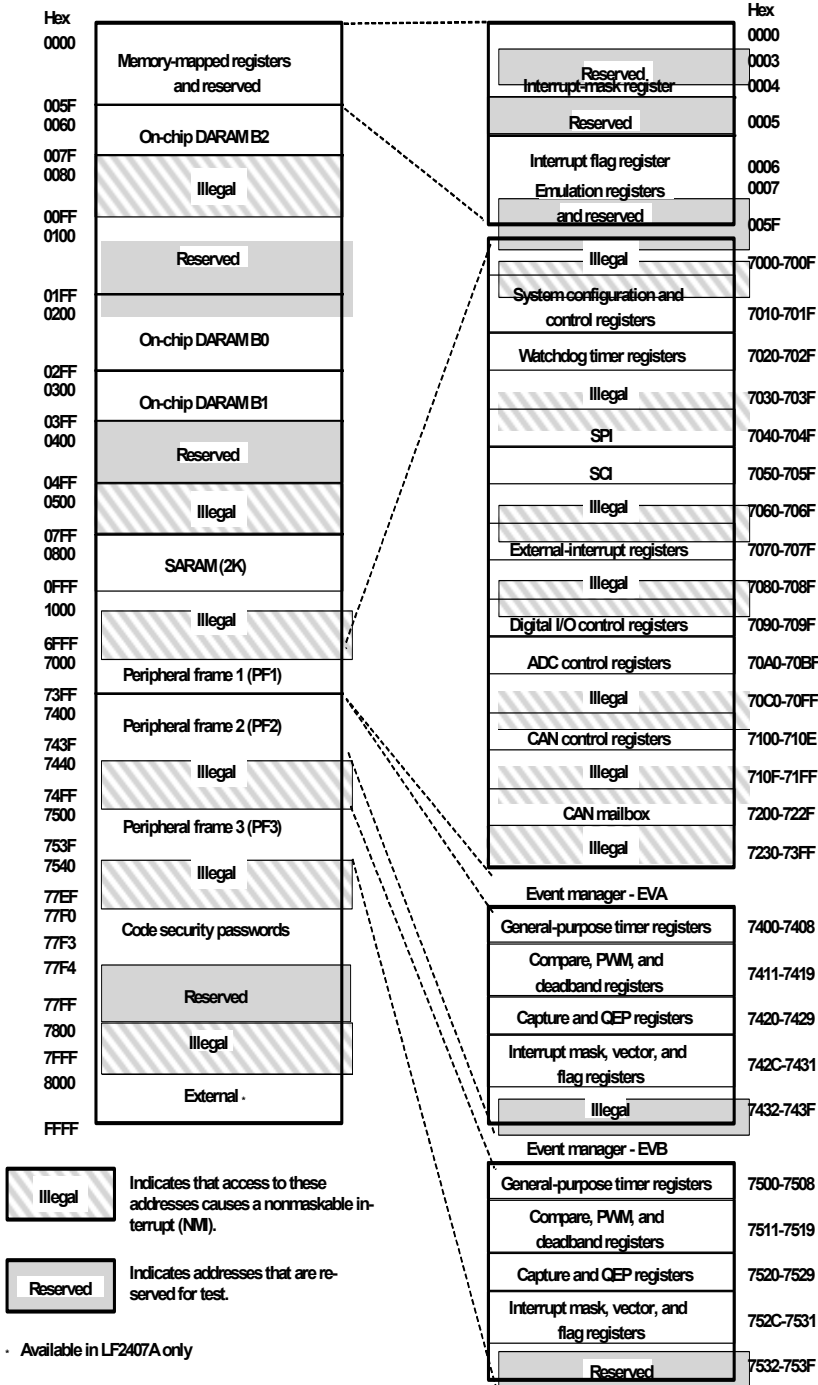 Hex
0000
Memory-mapped registers
and reserved
005F
0060
On-chip DARAM B2
007F
0080
Illegal
00FF
0100
Reserved
01FF
0200
On-chip DARAM B0
02FF
0300
On-chip DARAM B1
03FF
0400
Reserved
04FF
0500
Illegal
07FF
0800
SARAM (2K)
0FFF
1000
Illegal
6FFF
7000
Peripheral frame 1 (PF1)
73FF
7400
Peripheral frame 2 (PF2)
743F
7440
Illegal
74FF
7500
Peripheral frame 3 (PF3)
753F
7540
Illegal
77EF
77F0
Code security passwords
77F3
77F4
Reserved
77FF
7800
Illegal
7FFF
8000
External *
FFFF
Illegal
Indicates that access to these
addresses causes a nonmaskable in-
terrupt (NMI).
Reserved
Indicates addresses that are re-
served for test.
* Available in LF2407A only
Hex
0000
0003
Reserved
Interrupt-mask register
0004
Reserved
0005
Interrupt flag register
0006
Emulation registers
0007
and reserved
005F
Illegal
7000-700F
System configuration and
control registers
7010-701F
Watchdog timer registers
7020-702F
Illegal
7030-703F
SPI
7040-704F
SCI
7050-705F
Illegal
7060-706F
External-interrupt registers
7070-707F
Illegal
7080-708F
Digital I/O control registers
7090-709F
ADC control registers
70A0-70BF
Illegal
70C0-70FF
CAN control registers
7100-710E
Illegal
710F-71FF
CAN mailbox
7200-722F
Illegal
7230-73FF
Event manager - EVA
General-purpose timer registers
7400-7408
Compare, PWM, and
deadband registers
7411-7419
Capture and QEP registers
7420-7429
Interrupt mask, vector, and
flag registers
742C-7431
Illegal
7432-743F
Event manager - EVB
General-purpose timer registers
7500-7508
Compare, PWM, and
deadband registers
7511-7519
Capture and QEP registers
7520-7529
Interrupt mask, vector, and
flag registers
752C-7531
Reserved
7532-753F